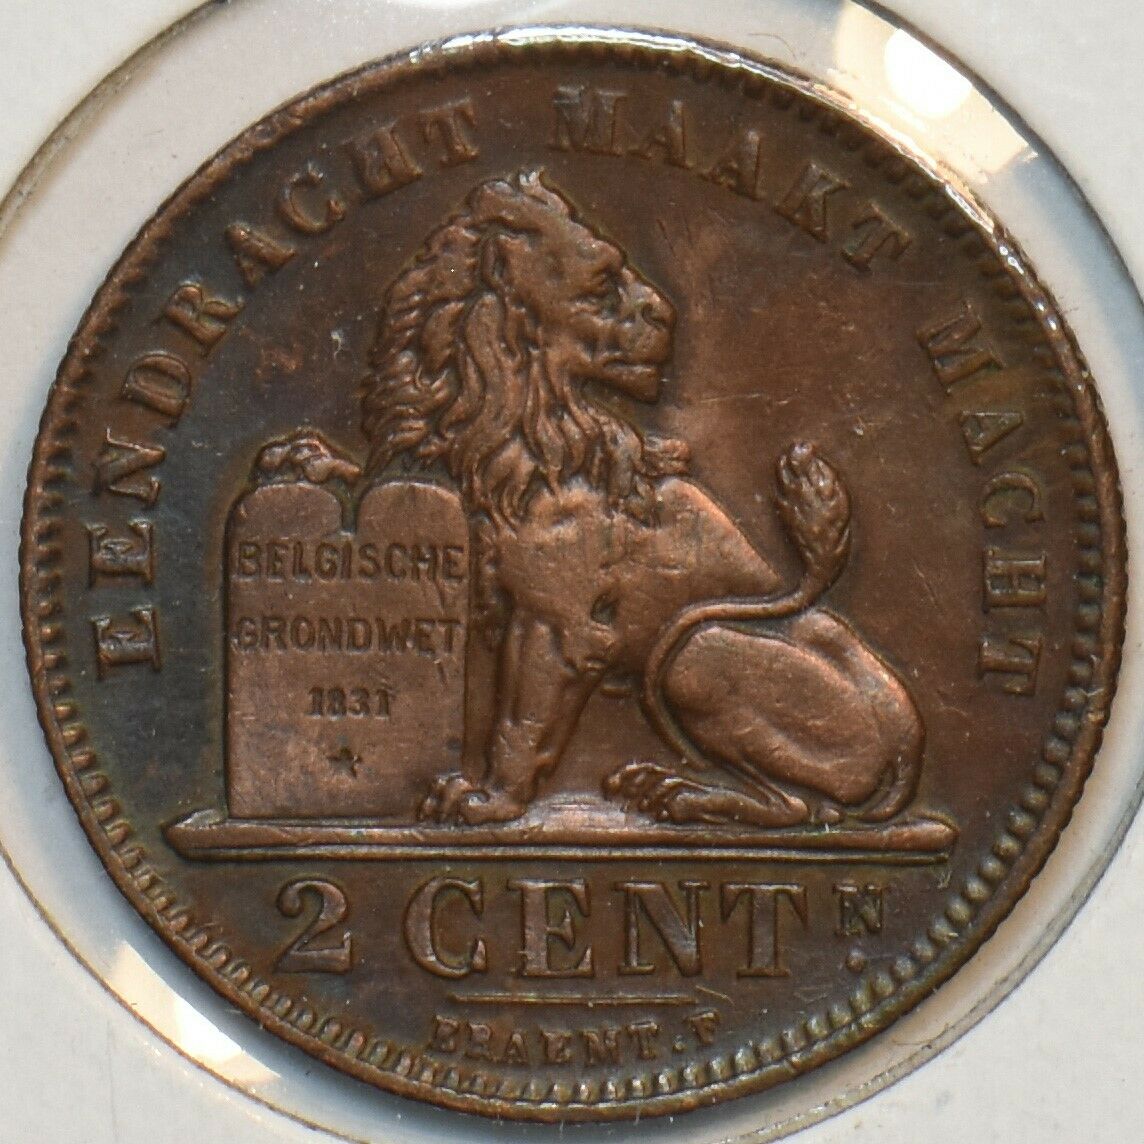 EENDRACHT MAAKT MACHT
BELGISCHE
GRONDWET
1831
2 CENTN.
BRAEMT.F